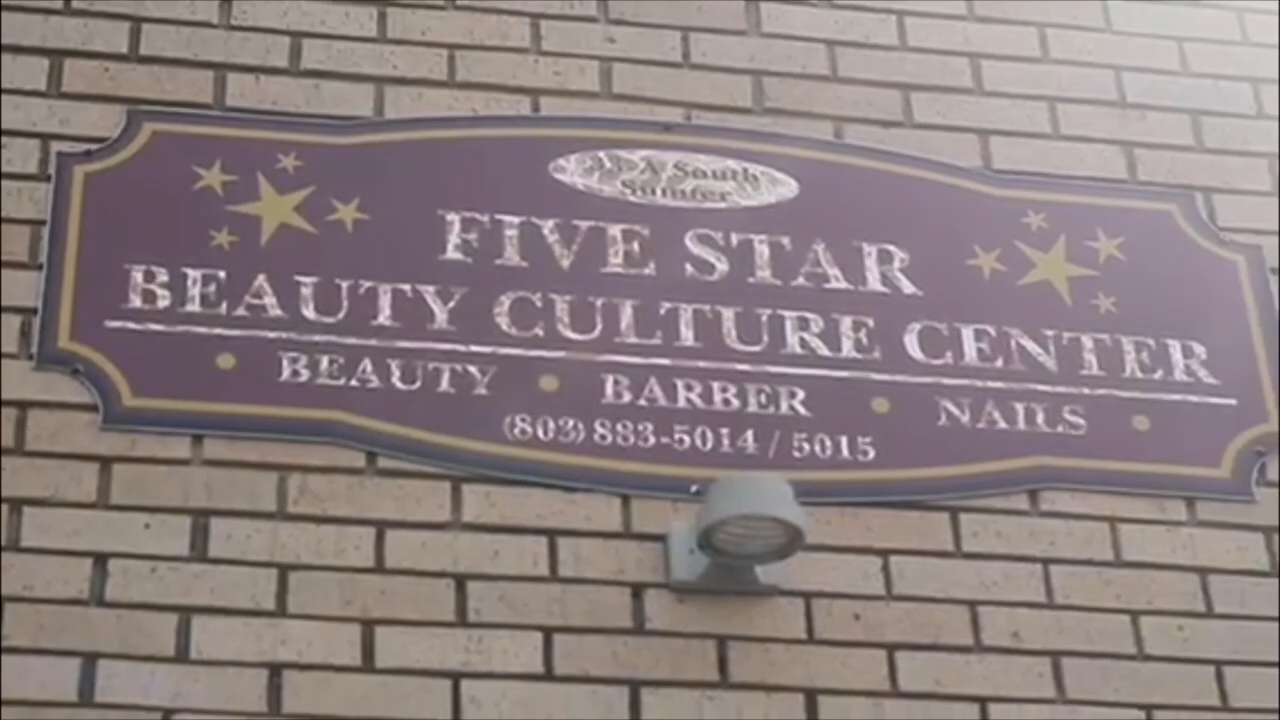 South
Sumter
FIVE STAR
BEAUTY CULTURE CENTER
BEAUTY • BARBER • NAILS
(803) 883-5014 / 5015